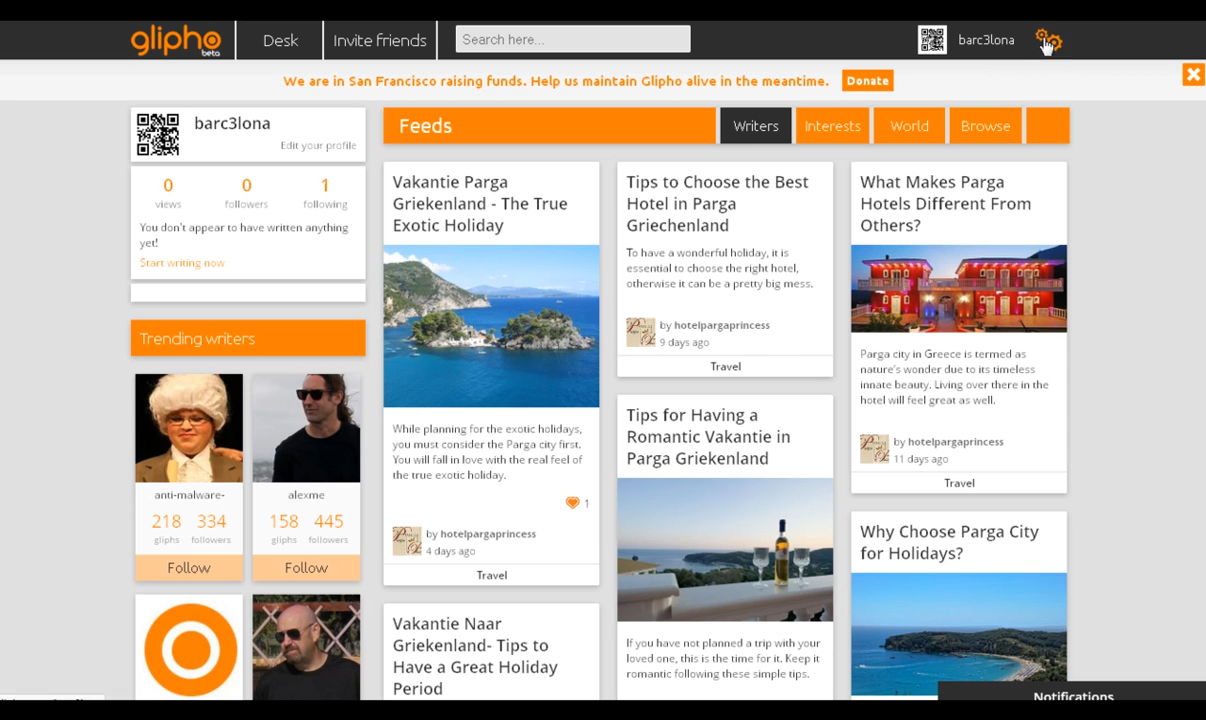 glipho
beta
Desk
Invite friends
Search here...
barc3lona
We are in San Francisco raising funds. Help us maintain Glipho alive in the meantime.
Donate
barc3lona
Edit your profile
0
0
1
views
followers
following
You don't appear to have written anything
yet!
Start writing now
Trending writers
anti-malware-
218 334
gliphs followers
Follow
alexme
158 445
gliphs followers
Follow
Feeds
Writers
Interests
World
Browse
Vakantie Parga
Griekenland - The True
Exotic Holiday
While planning for the exotic holidays,
you must consider the Parga city first.
You will fall in love with the real feel of
the true exotic holiday.
1
by hotelpargaprincess
4 days ago
Travel
Vakantie Naar
Griekenland- Tips to
Have a Great Holiday
Period
Tips to Choose the Best
Hotel in Parga
Griechenland
To have a wonderful holiday, it is
essential to choose the right hotel,
otherwise it can be a pretty big mess.
by hotelpargaprincess
9 days ago
Travel
Tips for Having a
Romantic Vakantie in
Parga Griekenland
If you have not planned a trip with your
loved one, this is the time for it. Keep it
romantic following these simple tips.
What Makes Parga
Hotels Different From
Others?
Parga city in Greece is termed as
nature's wonder due to its timeless
innate beauty. Living over there in the
hotel will feel great as well.
by hotelpargaprincess
11 days ago
Travel
Why Choose Parga City
for Holidays?
Notifications